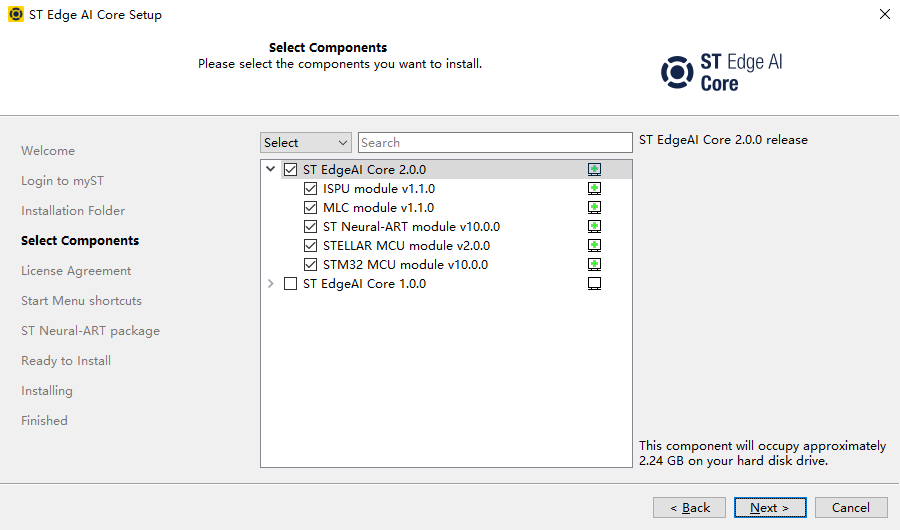 ST Edge AI Core Setup
Select Components
Please select the components you want to install.
ST Edge AI
Core
Welcome
Login to myST
Installation Folder
Select Components
License Agreement
Start Menu shortcuts
ST Neural-ART package
Ready to Install
Installing
Finished
Select
Search
ST EdgeAI Core 2.0.0
ISPU module v1.1.0
MLC module v1.1.0
ST Neural-ART module v10.0.0
STELLAR MCU module v2.0.0
STM32 MCU module v10.0.0
ST EdgeAI Core 1.0.0
ST EdgeAI Core 2.0.0 release
This component will occupy approximately
2.24 GB on your hard disk drive.
< Back
Next >
Cancel